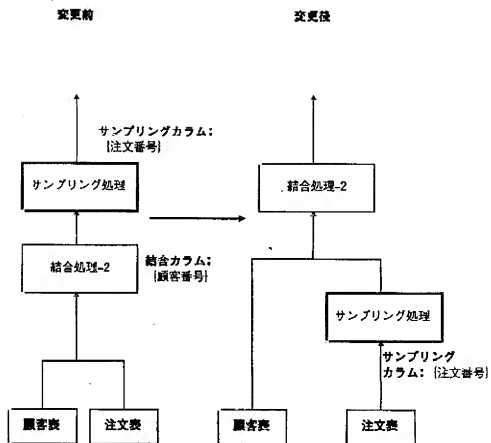 変更前
変更後
サンプリングカラム:
{注文番号}
サンプリング処理
結合処理-2
結合カラム:
{顧客番号}
結合処理-2
サンプリング処理
サンプリング
カラム: {注文番号}
顧客表
注文表
顧客表
注文表